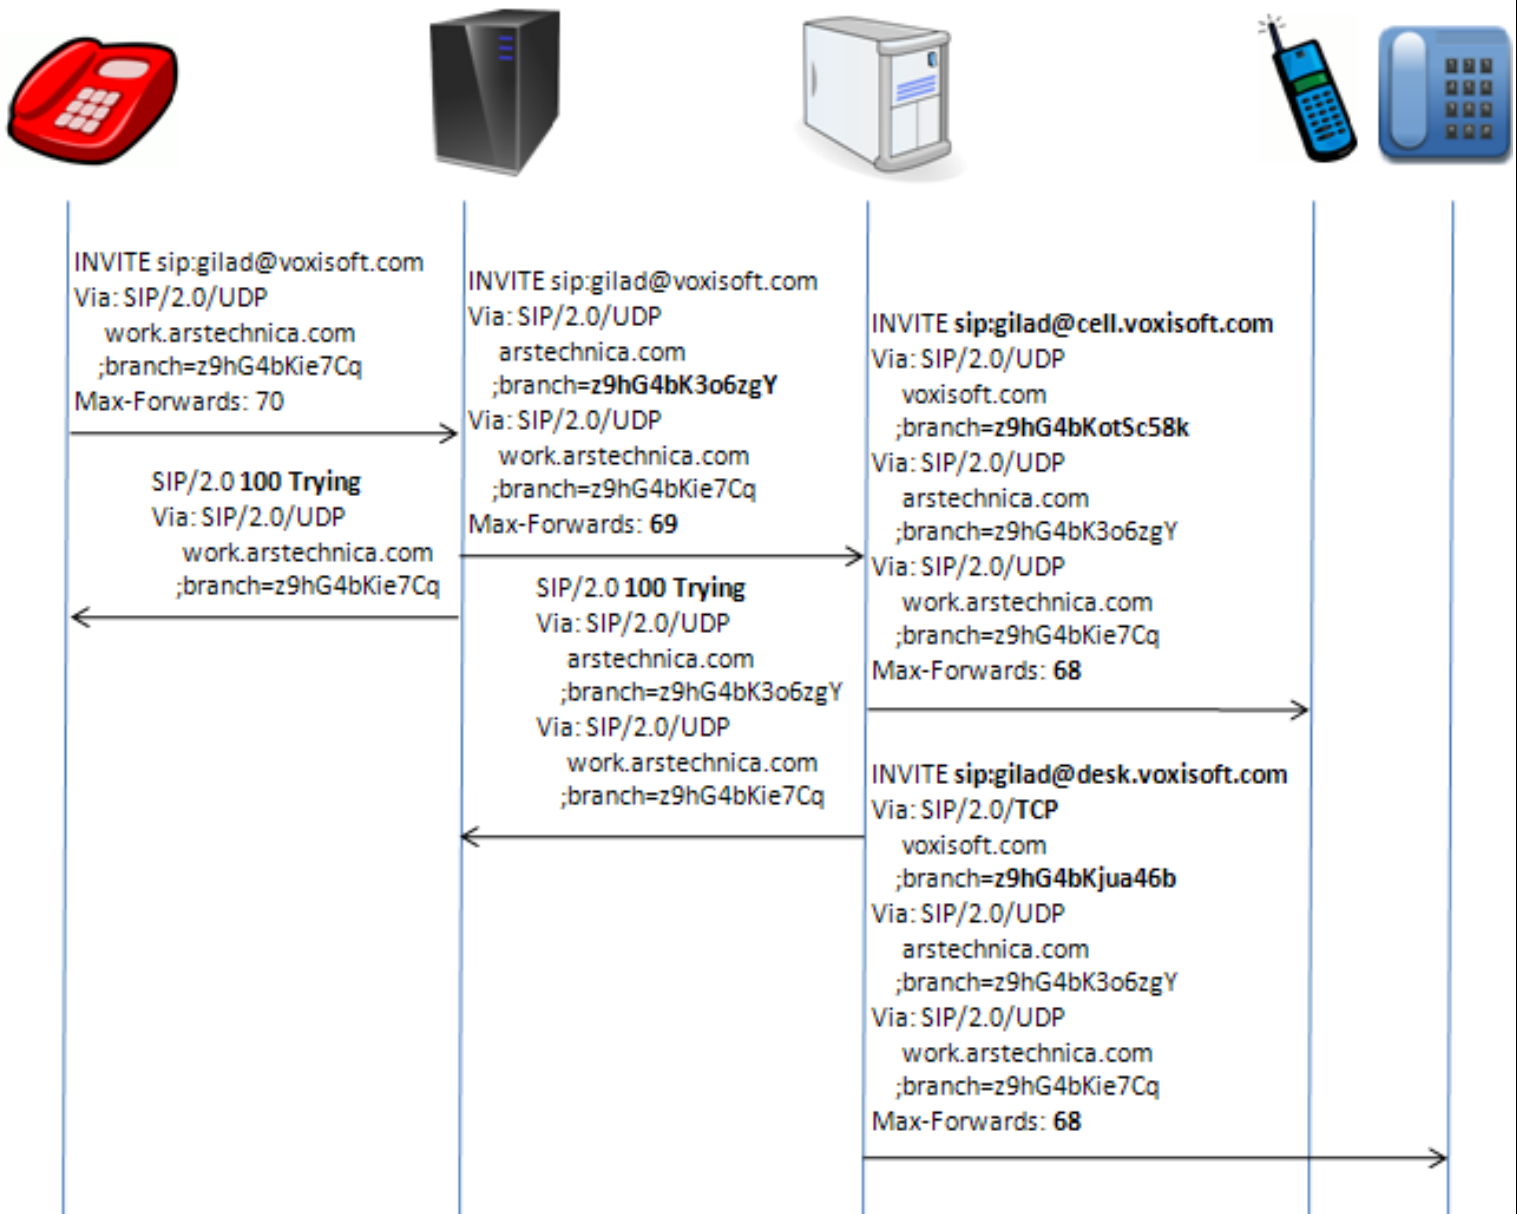 INVITE sip:gilad@voxisoft.com
Via: SIP/2.0/UDP
work.arstechnica.com
;branch=z9hG4bKie7Cq
Max-Forwards: 70
SIP/2.0 100 Trying
Via: SIP/2.0/UDP
work.arstechnica.com
;branch=z9hG4bKie7Cq
INVITE sip:gilad@voxisoft.com
Via: SIP/2.0/UDP
arstechnica.com
;branch=z9hG4bK3o6zgY
Via: SIP/2.0/UDP
work.arstechnica.com
;branch=z9hG4bKie7Cq
Max-Forwards: 69
SIP/2.0 100 Trying
Via: SIP/2.0/UDP
arstechnica.com
;branch=z9hG4bK3o6zgY
Via: SIP/2.0/UDP
work.arstechnica.com
;branch=z9hG4bKie7Cq
INVITE sip:gilad@cell.voxisoft.com
Via: SIP/2.0/UDP
voxisoft.com
;branch=z9hG4bKotSc58k
Via: SIP/2.0/UDP
arstechnica.com
;branch=z9hG4bK3o6zgY
Via: SIP/2.0/UDP
work.arstechnica.com
;branch=z9hG4bKie7Cq
Max-Forwards: 68
INVITE sip:gilad@desk.voxisoft.com
Via: SIP/2.0/TCP
voxisoft.com
;branch=z9hG4bKjua46b
Via: SIP/2.0/UDP
arstechnica.com
;branch=z9hG4bK3o6zgY
Via: SIP/2.0/UDP
work.arstechnica.com
;branch=z9hG4bKie7Cq
Max-Forwards: 68